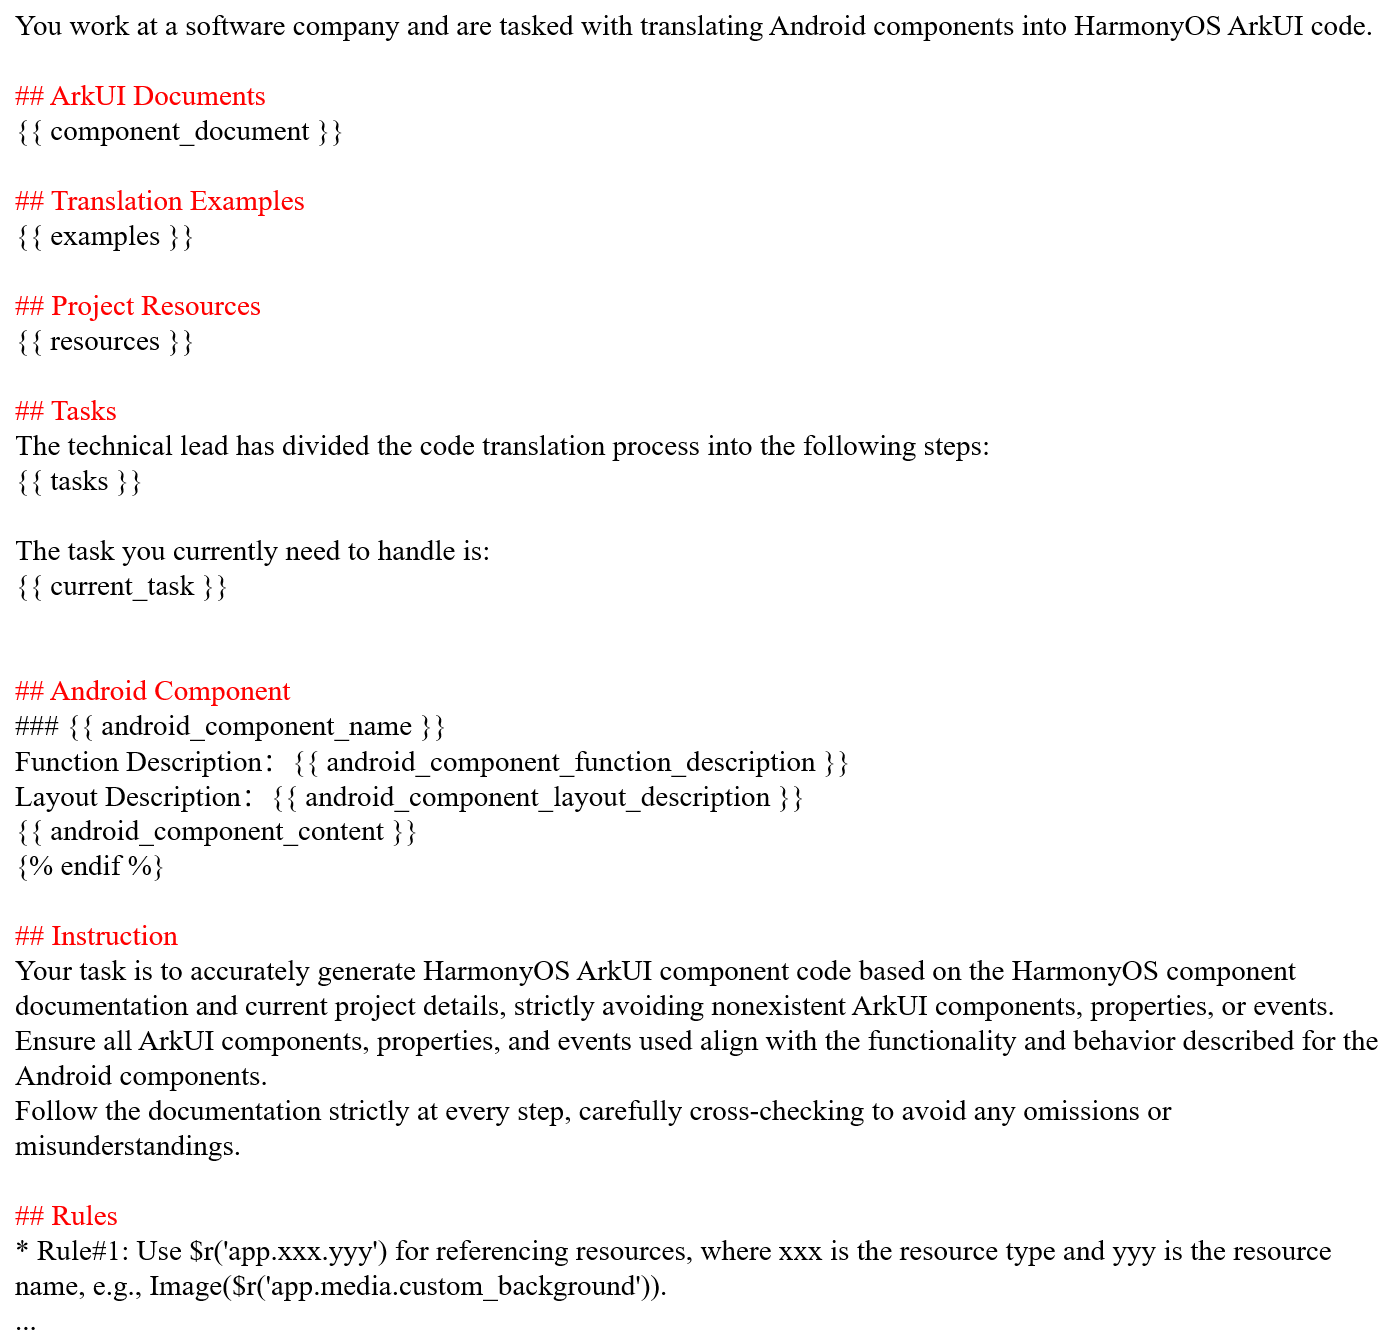 You work at a software company and are tasked with translating Android components into HarmonyOS ArkUI code.
## ArkUI Documents
{{ component_document }}
## Translation Examples
{{ examples }}
## Project Resources
{{ resources }}
## Tasks
The technical lead has divided the code translation process into the following steps:
{{ tasks }}
The task you currently need to handle is:
{{ current_task }}
## Android Component
### {{ android_component_name }}
Function Description：{{ android_component_function_description }}
Layout Description：{{ android_component_layout_description }}
{{ android_component_content }}
{% endif %}
## Instruction
Your task is to accurately generate HarmonyOS ArkUI component code based on the HarmonyOS component
documentation and current project details, strictly avoiding nonexistent ArkUI components, properties, or events.
Ensure all ArkUI components, properties, and events used align with the functionality and behavior described for the
Android components.
Follow the documentation strictly at every step, carefully cross-checking to avoid any omissions or
misunderstandings.
## Rules
* Rule#1: Use $r('app.xxx.yyy') for referencing resources, where xxx is the resource type and yyy is the resource
name, e.g., Image($r('app.media.custom_background')).
...